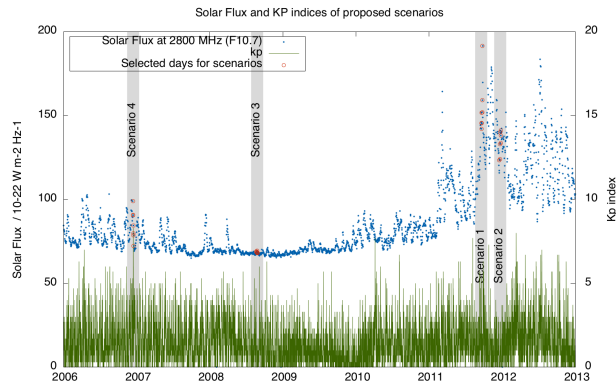 Solar Flux and KP indices of proposed scenarios
200
150
100
50
0
Solar Flux / 10-22 W m-2 Hz-1
Solar Flux at 2800 MHz (F10.7)
kp
Selected days for scenarios
Scenario 4
Scenario 3
Scenario 1
Scenario 2
20
15
10
5
0
Kp index
2006 2007 2008 2009 2010 2011 2012 2013